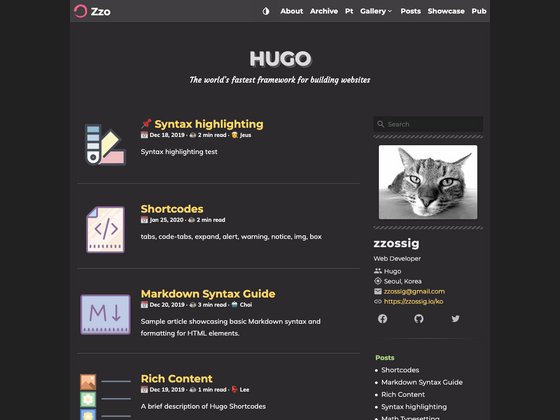 Zzo
About Archive Pt Gallery Posts Showcase Pub
HUGO
The world's fastest framework for building websites
Syntax highlighting
Dec 18, 2019 · 2 min read · Jeus
Syntax highlighting test
Shortcodes
Jan 25, 2020 · 2 min read
tabs, code-tabs, expand, alert, warning, notice, img, box
Markdown Syntax Guide
Dec 20, 2019 · 3 min read · Choi
Sample article showcasing basic Markdown syntax and
formatting for HTML elements.
Rich Content
Dec 19, 2019 · 1 min read · Lee
A brief description of Hugo Shortcodes
Search
zzossig
Web Developer
Hugo
Seoul, Korea
zzossig@gmail.com
https://zzossig.io/ko
Posts
Shortcodes
Markdown Syntax Guide
Rich Content
Syntax highlighting
Math Typesetting